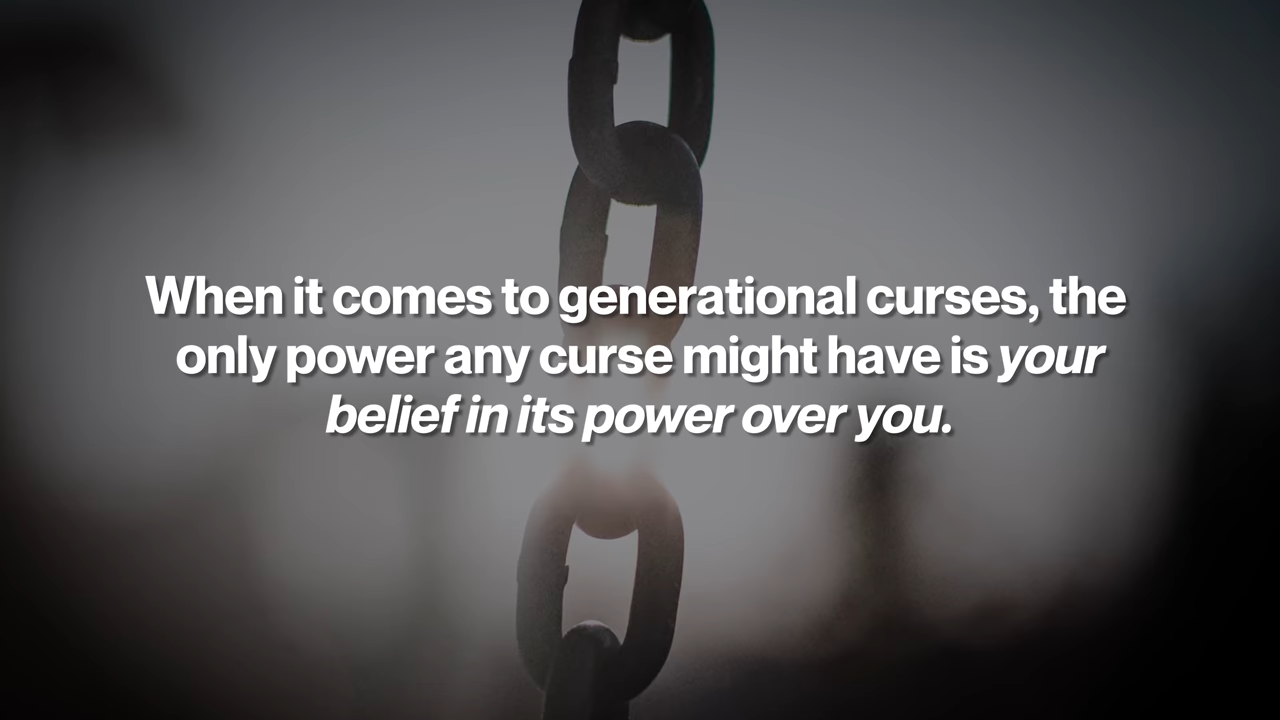 When it comes to generational curses, the
only power any curse might have is your
belief in its power over you.